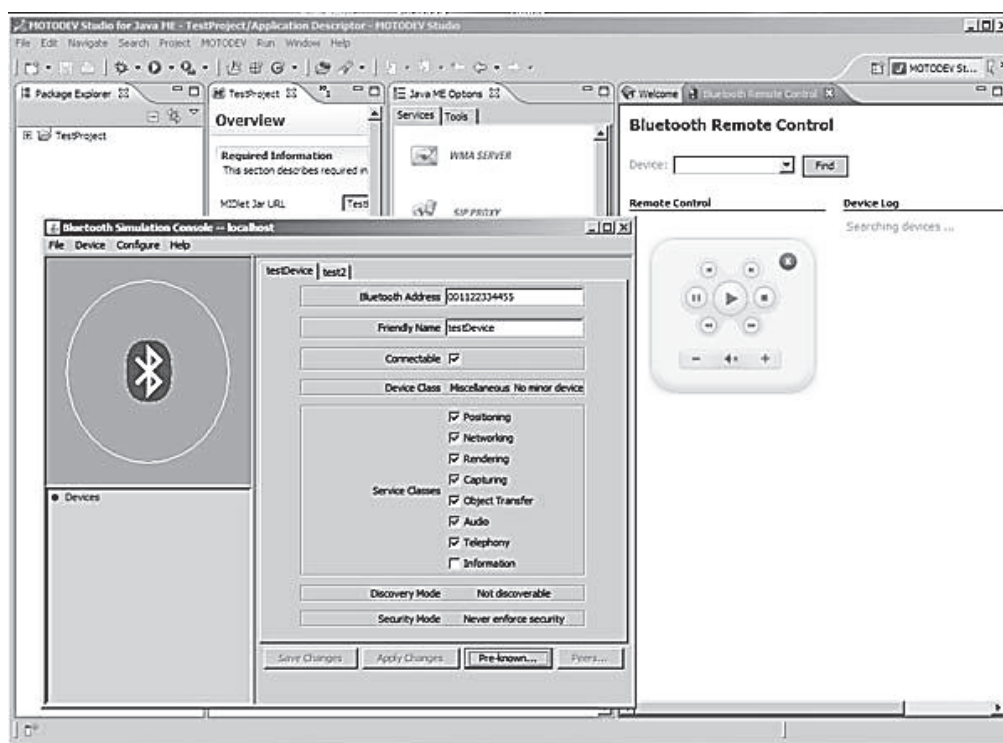 MOTODEV Studio for Java ME - TestProject/Application Descriptor - MOTODEV Studio
File Edit Navigate Search Project MOTODEV Run Window Help
MOTODEV St...
Package Explorer
TestProject
TestProject
Overview
Required Information
This section describes required in
MIDlet Jar URL
Test
Java ME Options
Services Tools
WMA SERVER
SIP PROXY
Welcome Bluetooth Remote Control
Bluetooth Remote Control
Device: Find
Remote Control Device Log
Searching devices ...
Bluetooth Simulation Console -- localhost
File Device Configure Help
Devices
testDevice test2
Bluetooth Address 001122334455
Friendly Name testDevice
Connectable
Device Class Miscellaneous No minor device
Service Classes
Positioning
Networking
Rendering
Capturing
Object Transfer
Audio
Telephony
Information
Discovery Mode Not discoverable
Security Mode Never enforce security
Save Changes Apply Changes Pre-known... Peers...